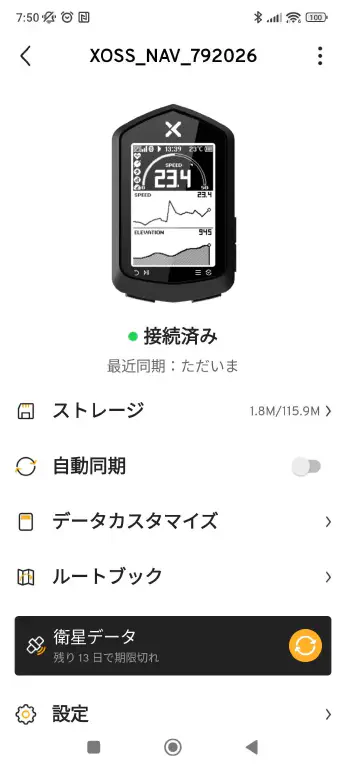 7:50 100
XOSS_NAV_792026
X
13:39 23℃
SPEED
23.4
50
SPEED 23.4
ELEVATION 945
接続済み
最近同期：ただいま
ストレージ 1.8M/115.9M
自動同期
データカスタマイズ
ルートブック
衛星データ
残り 13 日で期限切れ
設定